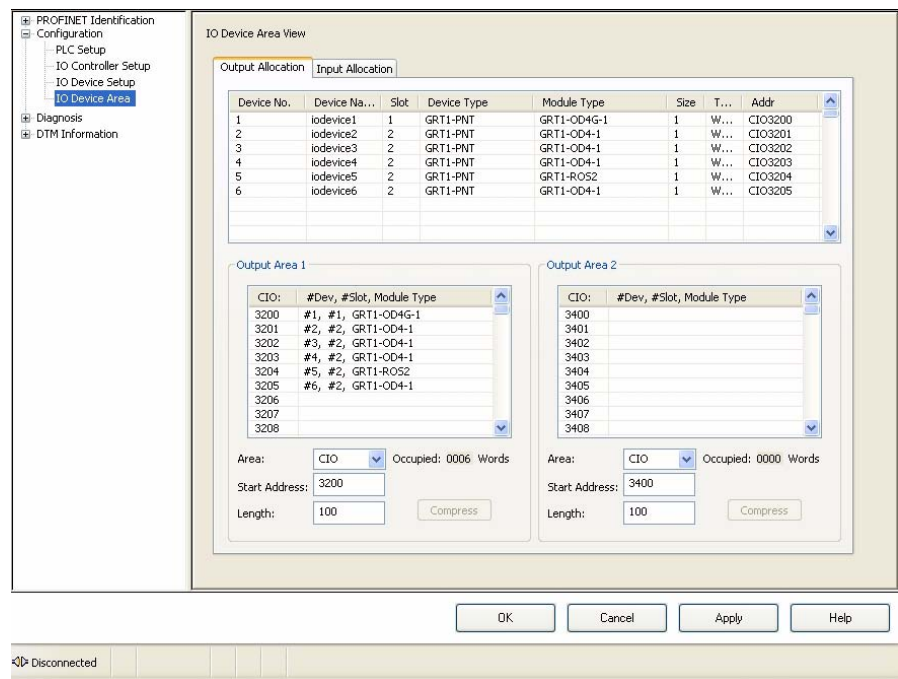 PROFINET Identification
Configuration
PLC Setup
IO Controller Setup
IO Device Setup
IO Device Area
Diagnosis
DTM Information
IO Device Area View
Output Allocation Input Allocation
Device No. Device Na... Slot Device Type Module Type Size T... Addr
1 iodevice1 1 GRT1-PNT GRT1-OD4G-1 1 W... CIO3200
2 iodevice2 2 GRT1-PNT GRT1-OD4-1 1 W... CIO3201
3 iodevice3 2 GRT1-PNT GRT1-OD4-1 1 W... CIO3202
4 iodevice4 2 GRT1-PNT GRT1-OD4-1 1 W... CIO3203
5 iodevice5 2 GRT1-PNT GRT1-ROS2 1 W... CIO3204
6 iodevice6 2 GRT1-PNT GRT1-OD4-1 1 W... CIO3205
Output Area 1
CIO: #Dev, #Slot, Module Type
3200 #1, #1, GRT1-OD4G-1
3201 #2, #2, GRT1-OD4-1
3202 #3, #2, GRT1-OD4-1
3203 #4, #2, GRT1-OD4-1
3204 #5, #2, GRT1-ROS2
3205 #6, #2, GRT1-OD4-1
3206
3207
3208
Area: CIO Occupied: 0006 Words
Start Address: 3200
Length: 100 Compress
Output Area 2
CIO: #Dev, #Slot, Module Type
3400
3401
3402
3403
3404
3405
3406
3407
3408
Area: CIO Occupied: 0000 Words
Start Address: 3400
Length: 100 Compress
OK Cancel Apply Help
Disconnected